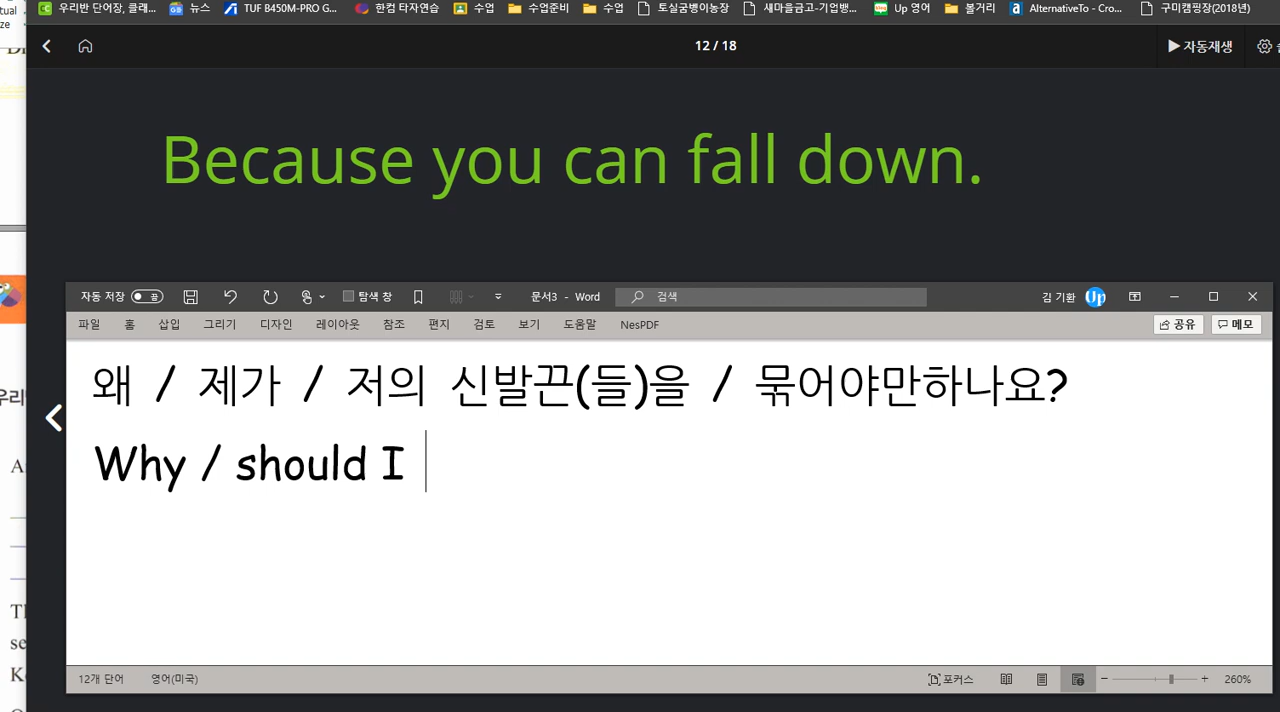 우리반 단어장, 클래... 뉴스 TUF B450M-PRO G... 한컴 타자연습 수업 수업준비 수업 토실굼벵이농장 새마을금고-기업뱅... Up 영어 볼거리 AlternativeTo - Cro... 구미캠핑장(2018년)
12 / 18 자동재생
Because you can fall down.
자동 저장 끔 탐색 창 문서3 - Word 검색 김 기환 Up
파일 홈 삽입 그리기 디자인 레이아웃 참조 편지 검토 보기 도움말 NesPDF 공유 메모
왜 / 제가 / 저의 신발끈(들)을 / 묶어야만하나요?
Why / should I
12개 단어 영어(미국) 포커스 260%